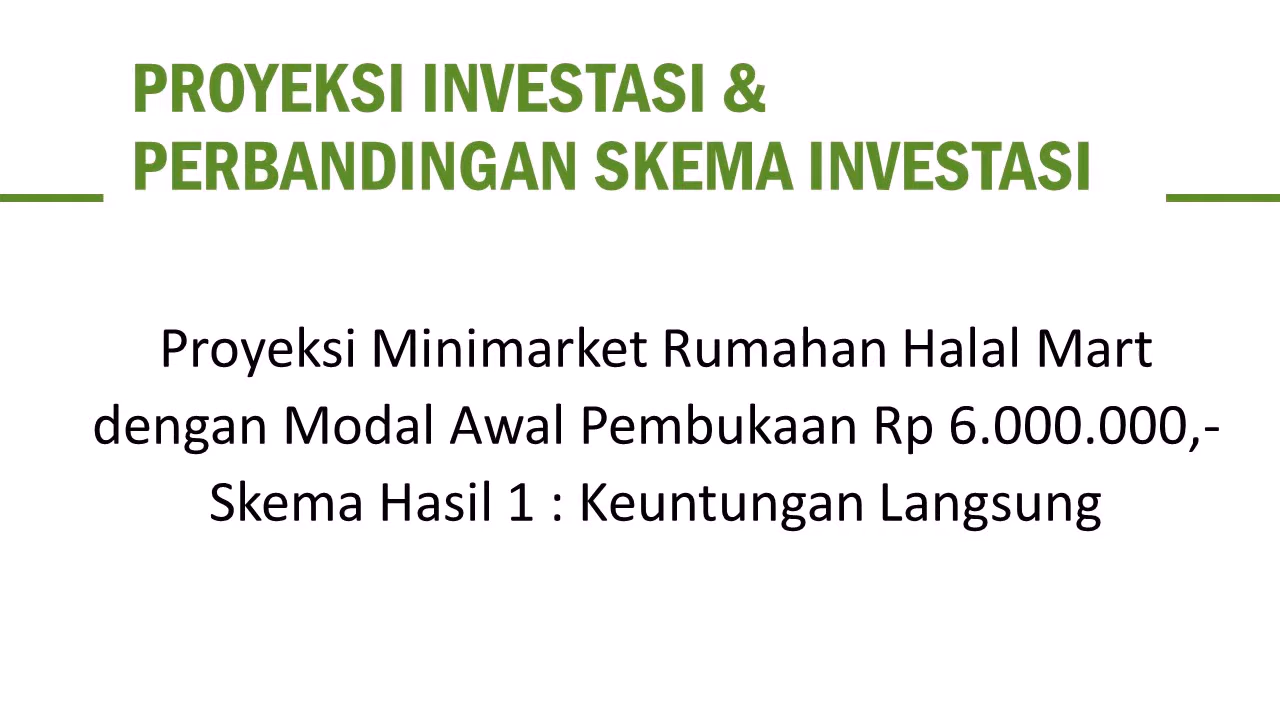 PROYEKSI INVESTASI &
PERBANDINGAN SKEMA INVESTASI
Proyeksi Minimarket Rumahan Halal Mart
dengan Modal Awal Pembukaan Rp 6.000.000,-
Skema Hasil 1 : Keuntungan Langsung